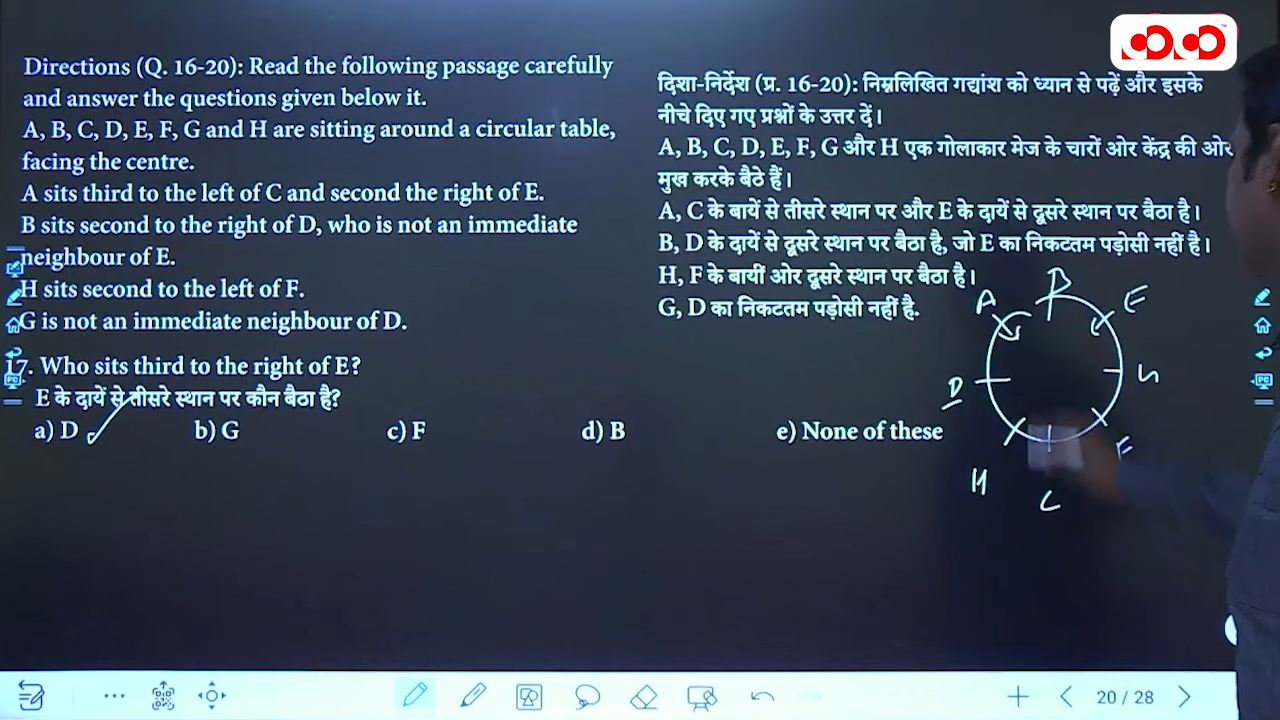 Directions (Q. 16-20): Read the following passage carefully
and answer the questions given below it.
A, B, C, D, E, F, G and H are sitting around a circular table,
facing the centre.
A sits third to the left of C and second the right of E.
B sits second to the right of D, who is not an immediate
neighbour of E.
H sits second to the left of F.
G is not an immediate neighbour of D.
17. Who sits third to the right of E?
E के दायें से तीसरे स्थान पर कौन बैठा है?
a) D
b) G
c) F
d) B
e) None of these
दिशा-निर्देश (प्र. 16-20): निम्नलिखित गद्यांश को ध्यान से पढ़ें और इसके
नीचे दिए गए प्रश्नों के उत्तर दें।
A, B, C, D, E, F, G और H एक गोलाकार मेज के चारों ओर केंद्र की ओर
मुख करके बैठे हैं।
A, C के बायें से तीसरे स्थान पर और E के दायें से दूसरे स्थान पर बैठा है।
B, D के दायें से दूसरे स्थान पर बैठा है, जो E का निकटतम पड़ोसी नहीं है।
H, F के बायीं ओर दूसरे स्थान पर बैठा है।
G, D का निकटतम पड़ोसी नहीं है.
A
B
E
D
G
F
H
C
20 / 28